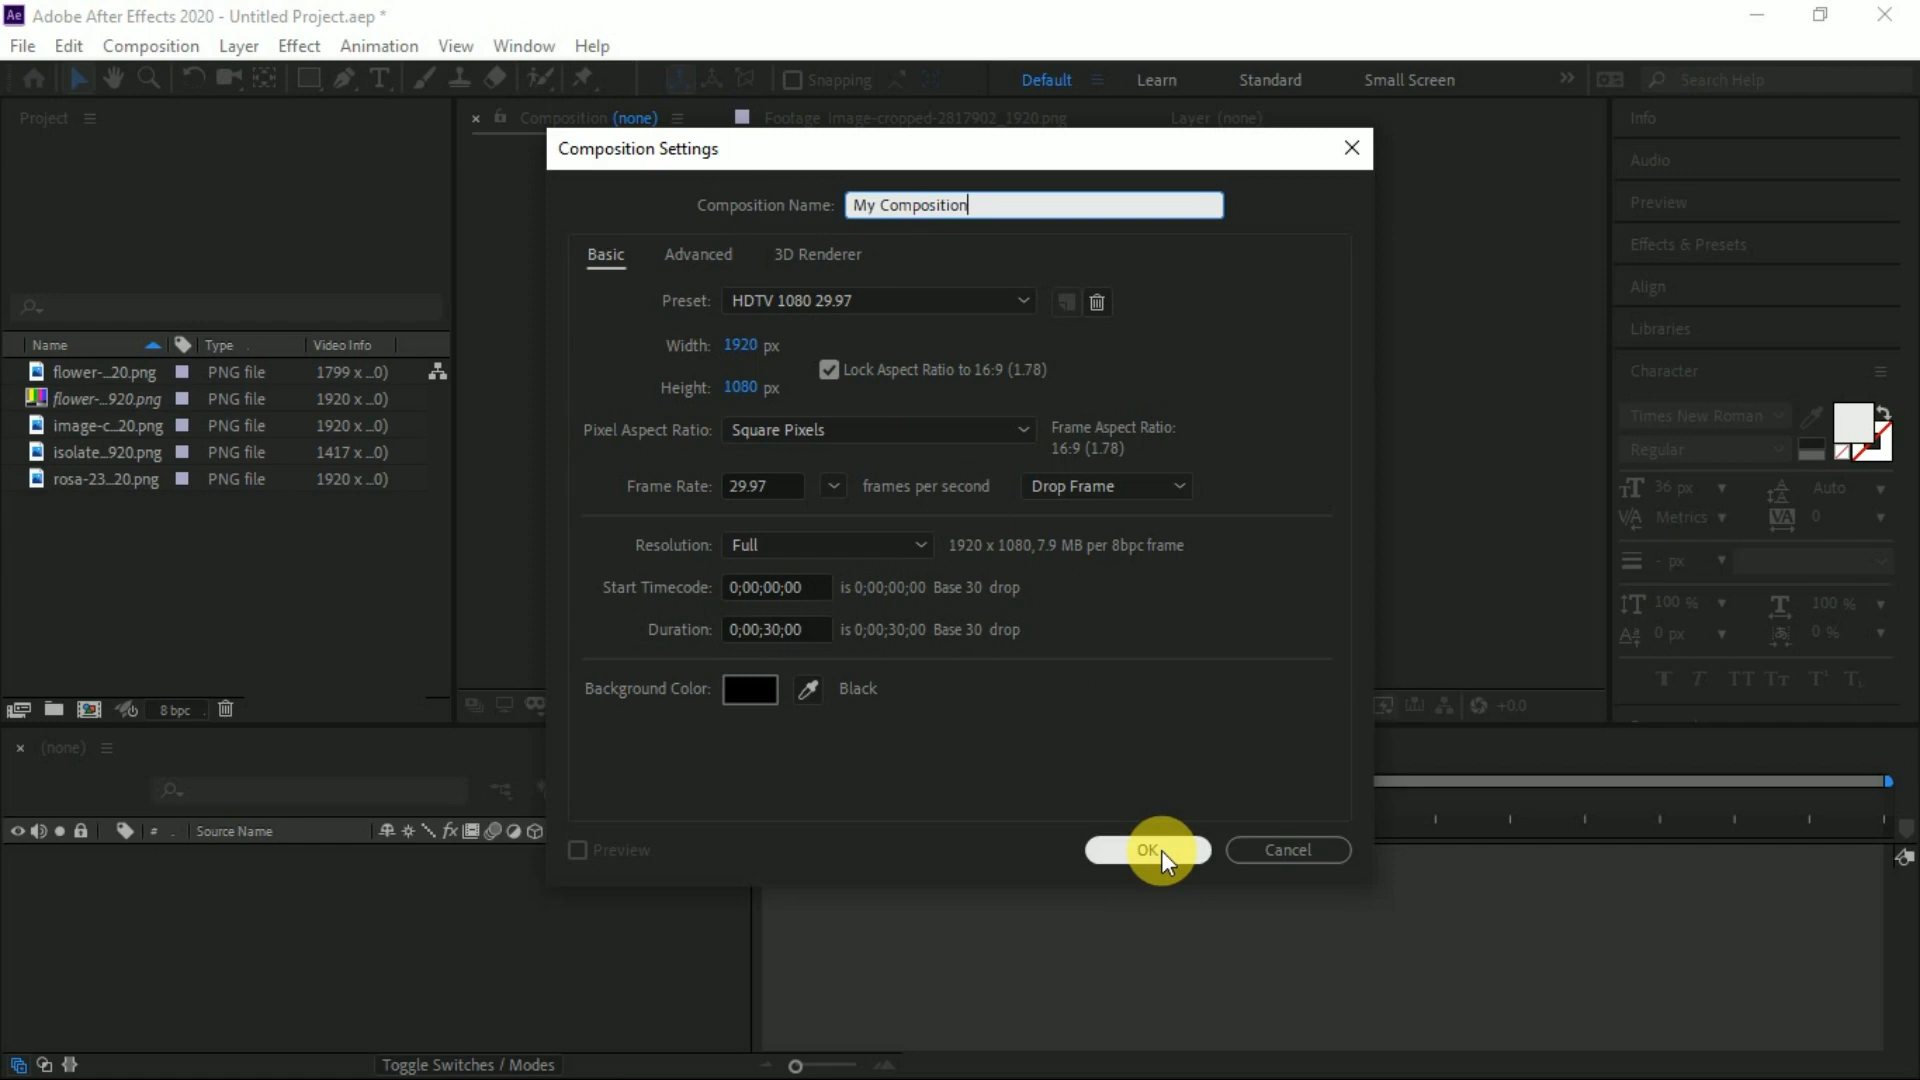 Ae Adobe After Effects 2020 - Untitled Project.aep *
File Edit Composition Layer Effect Animation View Window Help
Snapping Default Learn Standard Small Screen Search Help
Project
Composition (none) Footage image-cropped-2817902_1920.png Layer (none)
Info
Audio
Preview
Effects & Presets
Align
Libraries
Character
Times New Roman
Regular
36 px Auto
Metrics 0
- px
100 % 100 %
0 px 0 %
Name Type Video Info
flower-...20.png PNG file 1799 x ...0)
flower-...920.png PNG file 1920 x ...0)
image-c...20.png PNG file 1920 x ...0)
isolate...920.png PNG file 1417 x ...0)
rosa-23...20.png PNG file 1920 x ...0)
8 bpc
Composition Settings
Composition Name: My Composition
Basic Advanced 3D Renderer
Preset: HDTV 1080 29.97
Width: 1920 px
Lock Aspect Ratio to 16:9 (1.78)
Height: 1080 px
Pixel Aspect Ratio: Square Pixels Frame Aspect Ratio:
16:9 (1.78)
Frame Rate: 29.97 frames per second Drop Frame
Resolution: Full 1920 x 1080, 7.9 MB per 8bpc frame
Start Timecode: 0;00;00;00 is 0;00;00;00 Base 30 drop
Duration: 0;00;30;00 is 0;00;30;00 Base 30 drop
Background Color: Black
Preview OK Cancel
+0.0
(none)
# Source Name
Toggle Switches / Modes